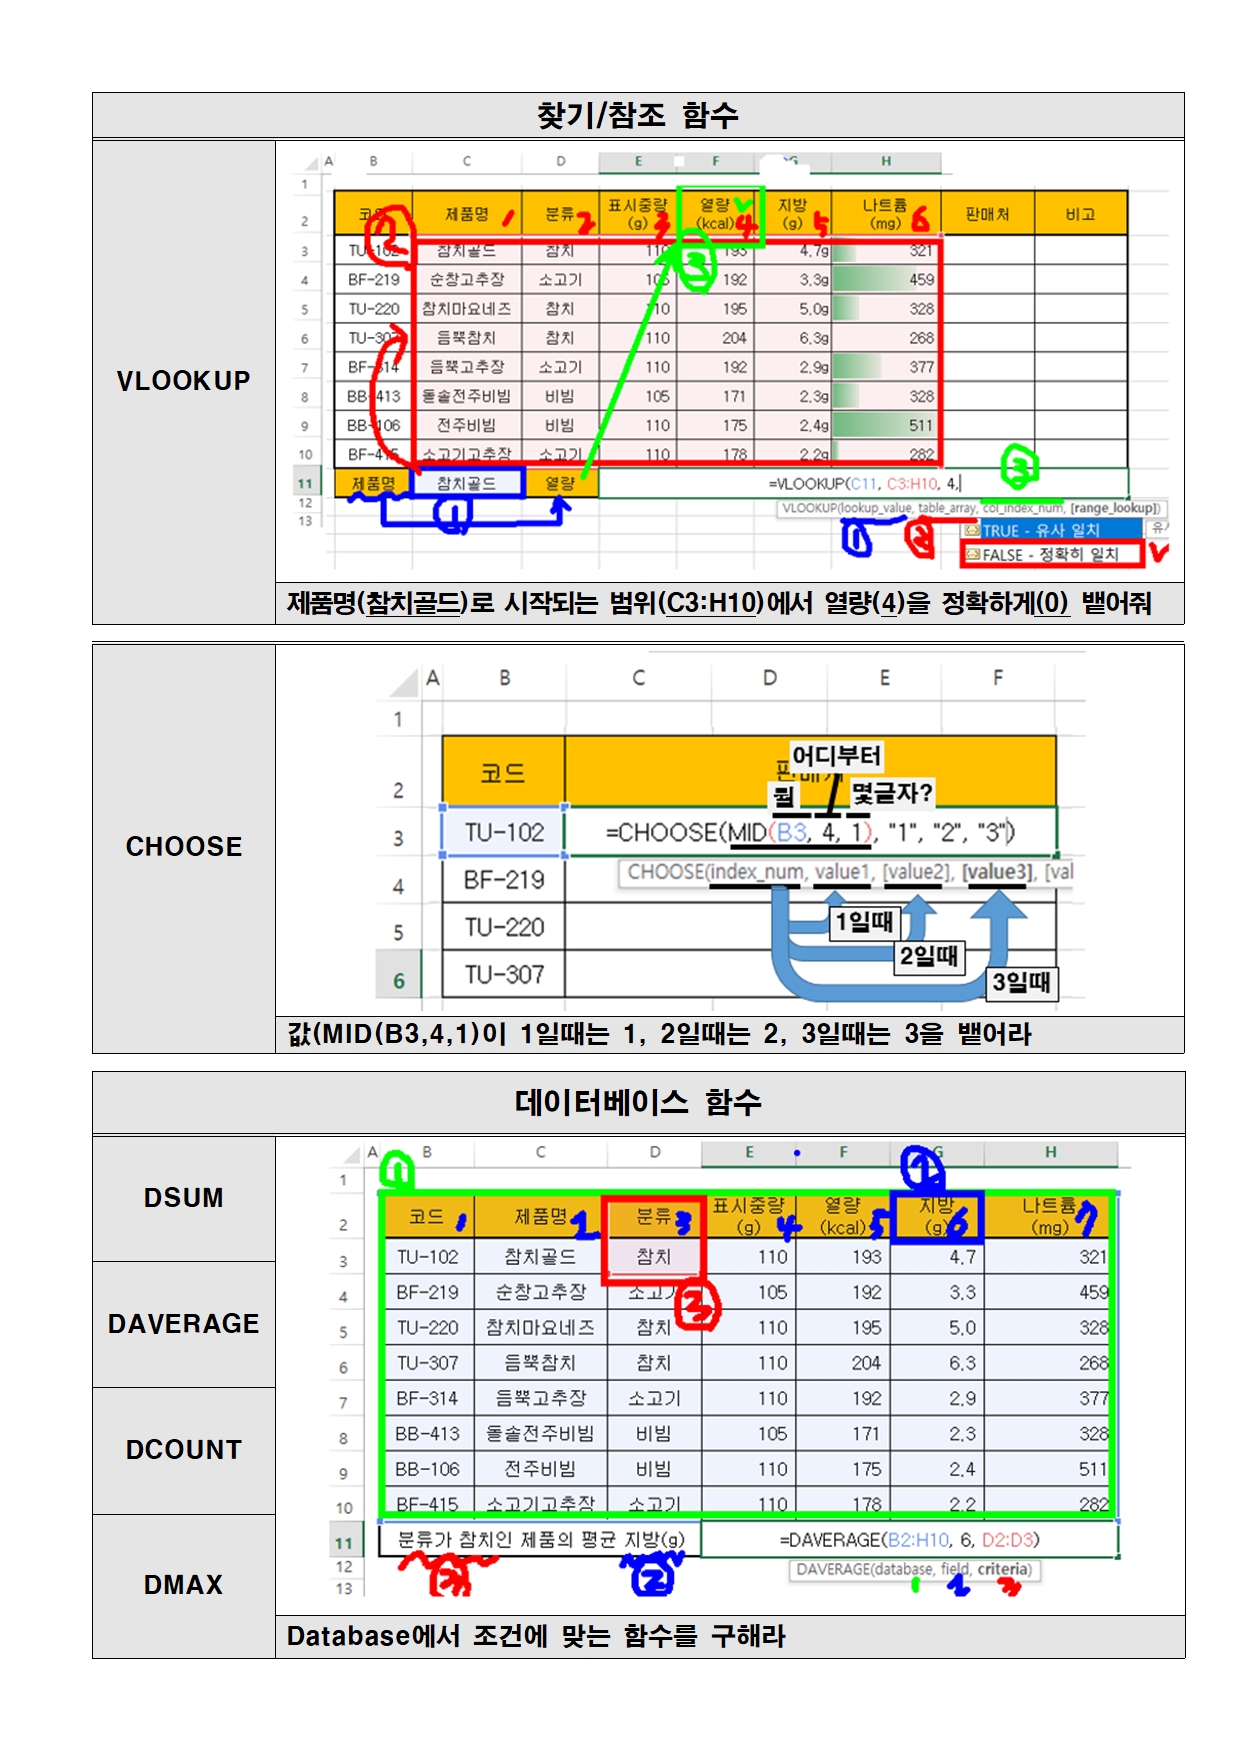 찾기/참조 함수
VLOOKUP
A B C D E F G H
1
2 코드 제품명 1 분류 2 표시중량 (g) 3 열량 (kcal) 4 지방 (g) 5 나트륨 (mg) 6 판매처 비고
② ③
3 TU-102 참치골드 참치 110 193 4.7g 321
4 BF-219 순창고추장 소고기 105 192 3.3g 459
5 TU-220 참치마요네즈 참치 110 195 5.0g 328
6 TU-307 듬뿍참치 참치 110 204 6.3g 268
7 BF-314 듬뿍고추장 소고기 110 192 2.9g 377
8 BB-413 돌솥전주비빔 비빔 105 171 2.3g 328
9 BB-106 전주비빔 비빔 110 175 2.4g 511
10 BF-415 소고기고추장 소고기 110 178 2.2g 282
③
11 제품명 참치골드 열량 =VLOOKUP(C11, C3:H10, 4,
12 VLOOKUP(lookup_value, table_array, col_index_num, [range_lookup])
13 ① ① ② TRUE - 유사 일치 유사
FALSE - 정확히 일치
제품명(참치골드)로 시작되는 범위(C3:H10)에서 열량(4)을 정확하게(0) 뱉어줘
CHOOSE
A B C D E F
1
2 코드 판매처
어디부터
뭘 몇글자?
3 TU-102 =CHOOSE(MID(B3, 4, 1), "1", "2", "3")
CHOOSE(index_num, value1, [value2], [value3], [val
4 BF-219
5 TU-220 1일때
2일때
6 TU-307 3일때
값(MID(B3,4,1)이 1일때는 1, 2일때는 2, 3일때는 3을 뱉어라
데이터베이스 함수
DSUM
DAVERAGE
DCOUNT
DMAX
A B C D E F G H
① ②
1
2 코드 1 제품명 2 분류 3 표시중량 (g) 4 열량 (kcal) 5 지방 (g) 6 나트륨 (mg) 7
3 TU-102 참치골드 참치 110 193 4.7 321
4 BF-219 순창고추장 소고기 105 192 3.3 459
③
5 TU-220 참치마요네즈 참치 110 195 5.0 328
6 TU-307 듬뿍참치 참치 110 204 6.3 268
7 BF-314 듬뿍고추장 소고기 110 192 2.9 377
8 BB-413 돌솥전주비빔 비빔 105 171 2.3 328
9 BB-106 전주비빔 비빔 110 175 2.4 511
10 BF-415 소고기고추장 소고기 110 178 2.2 282
11 분류가 참치인 제품의 평균 지방(g) =DAVERAGE(B2:H10, 6, D2:D3)
12 ③ ② DAVERAGE(database, field, criteria)
13 1 2 3
Database에서 조건에 맞는 함수를 구해라